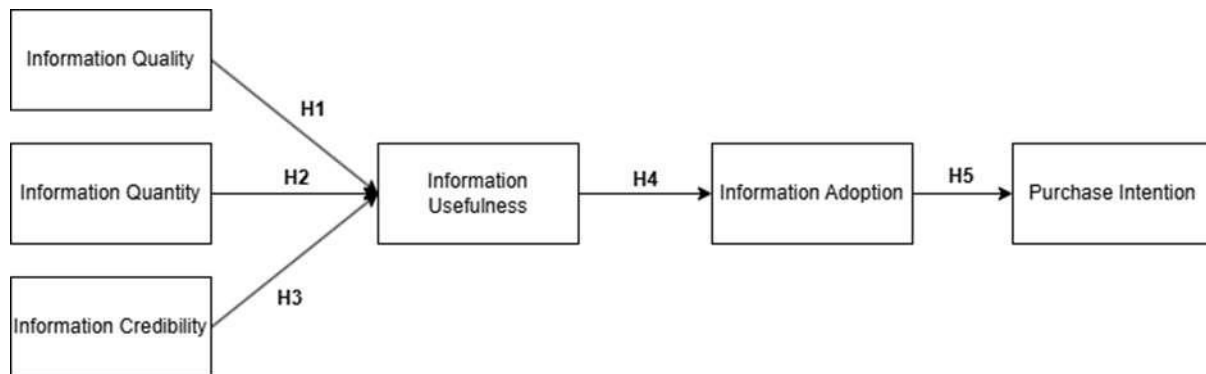 Information Quality
H1
Information Quantity
H2
Information
Usefulness
H4
Information Adoption
H5
Purchase Intention
H3
Information Credibility